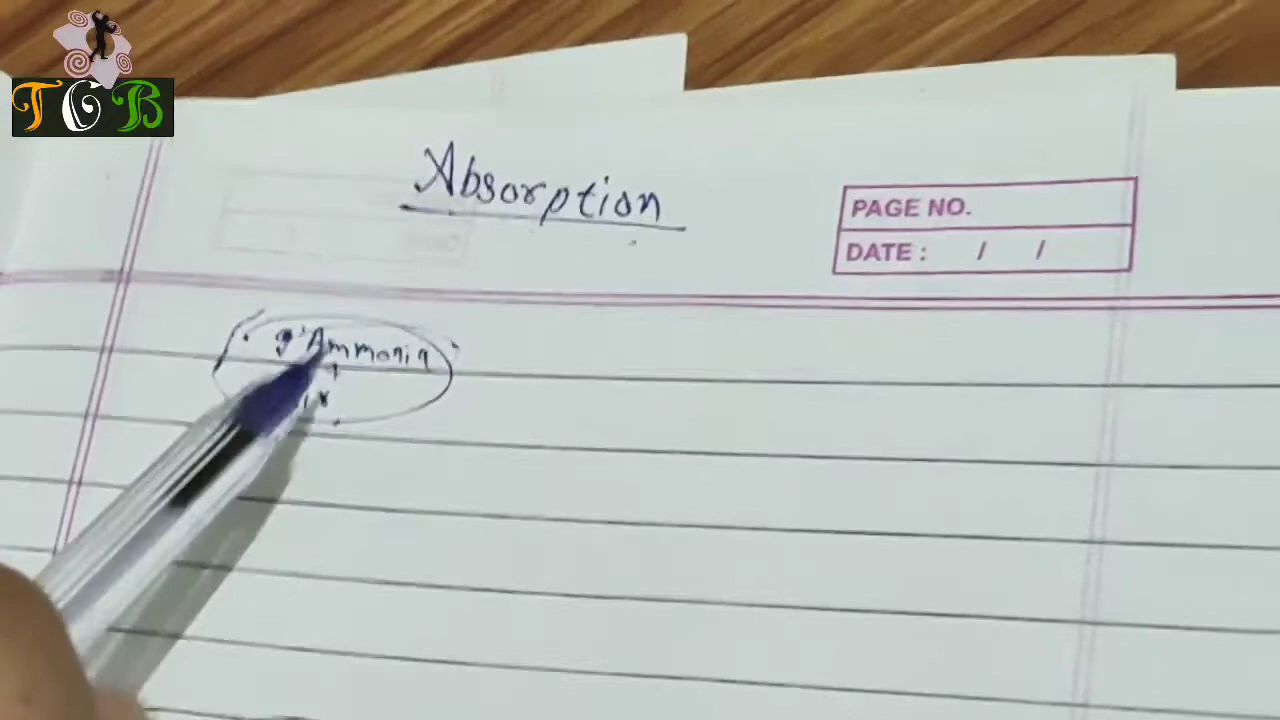 TGB
Absorption
PAGE NO.
DATE : / /
Ammonia